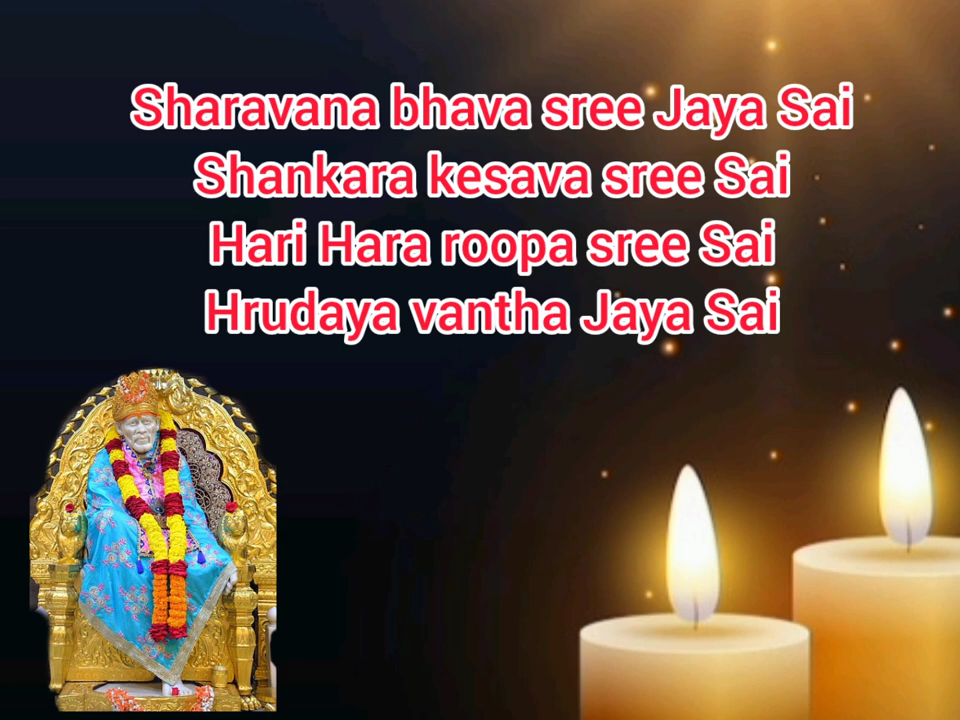 Sharavana bhava sree Jaya Sai
Shankara kesava sree Sai
Hari Hara roopa sree Sai
Hrudaya vantha Jaya Sai